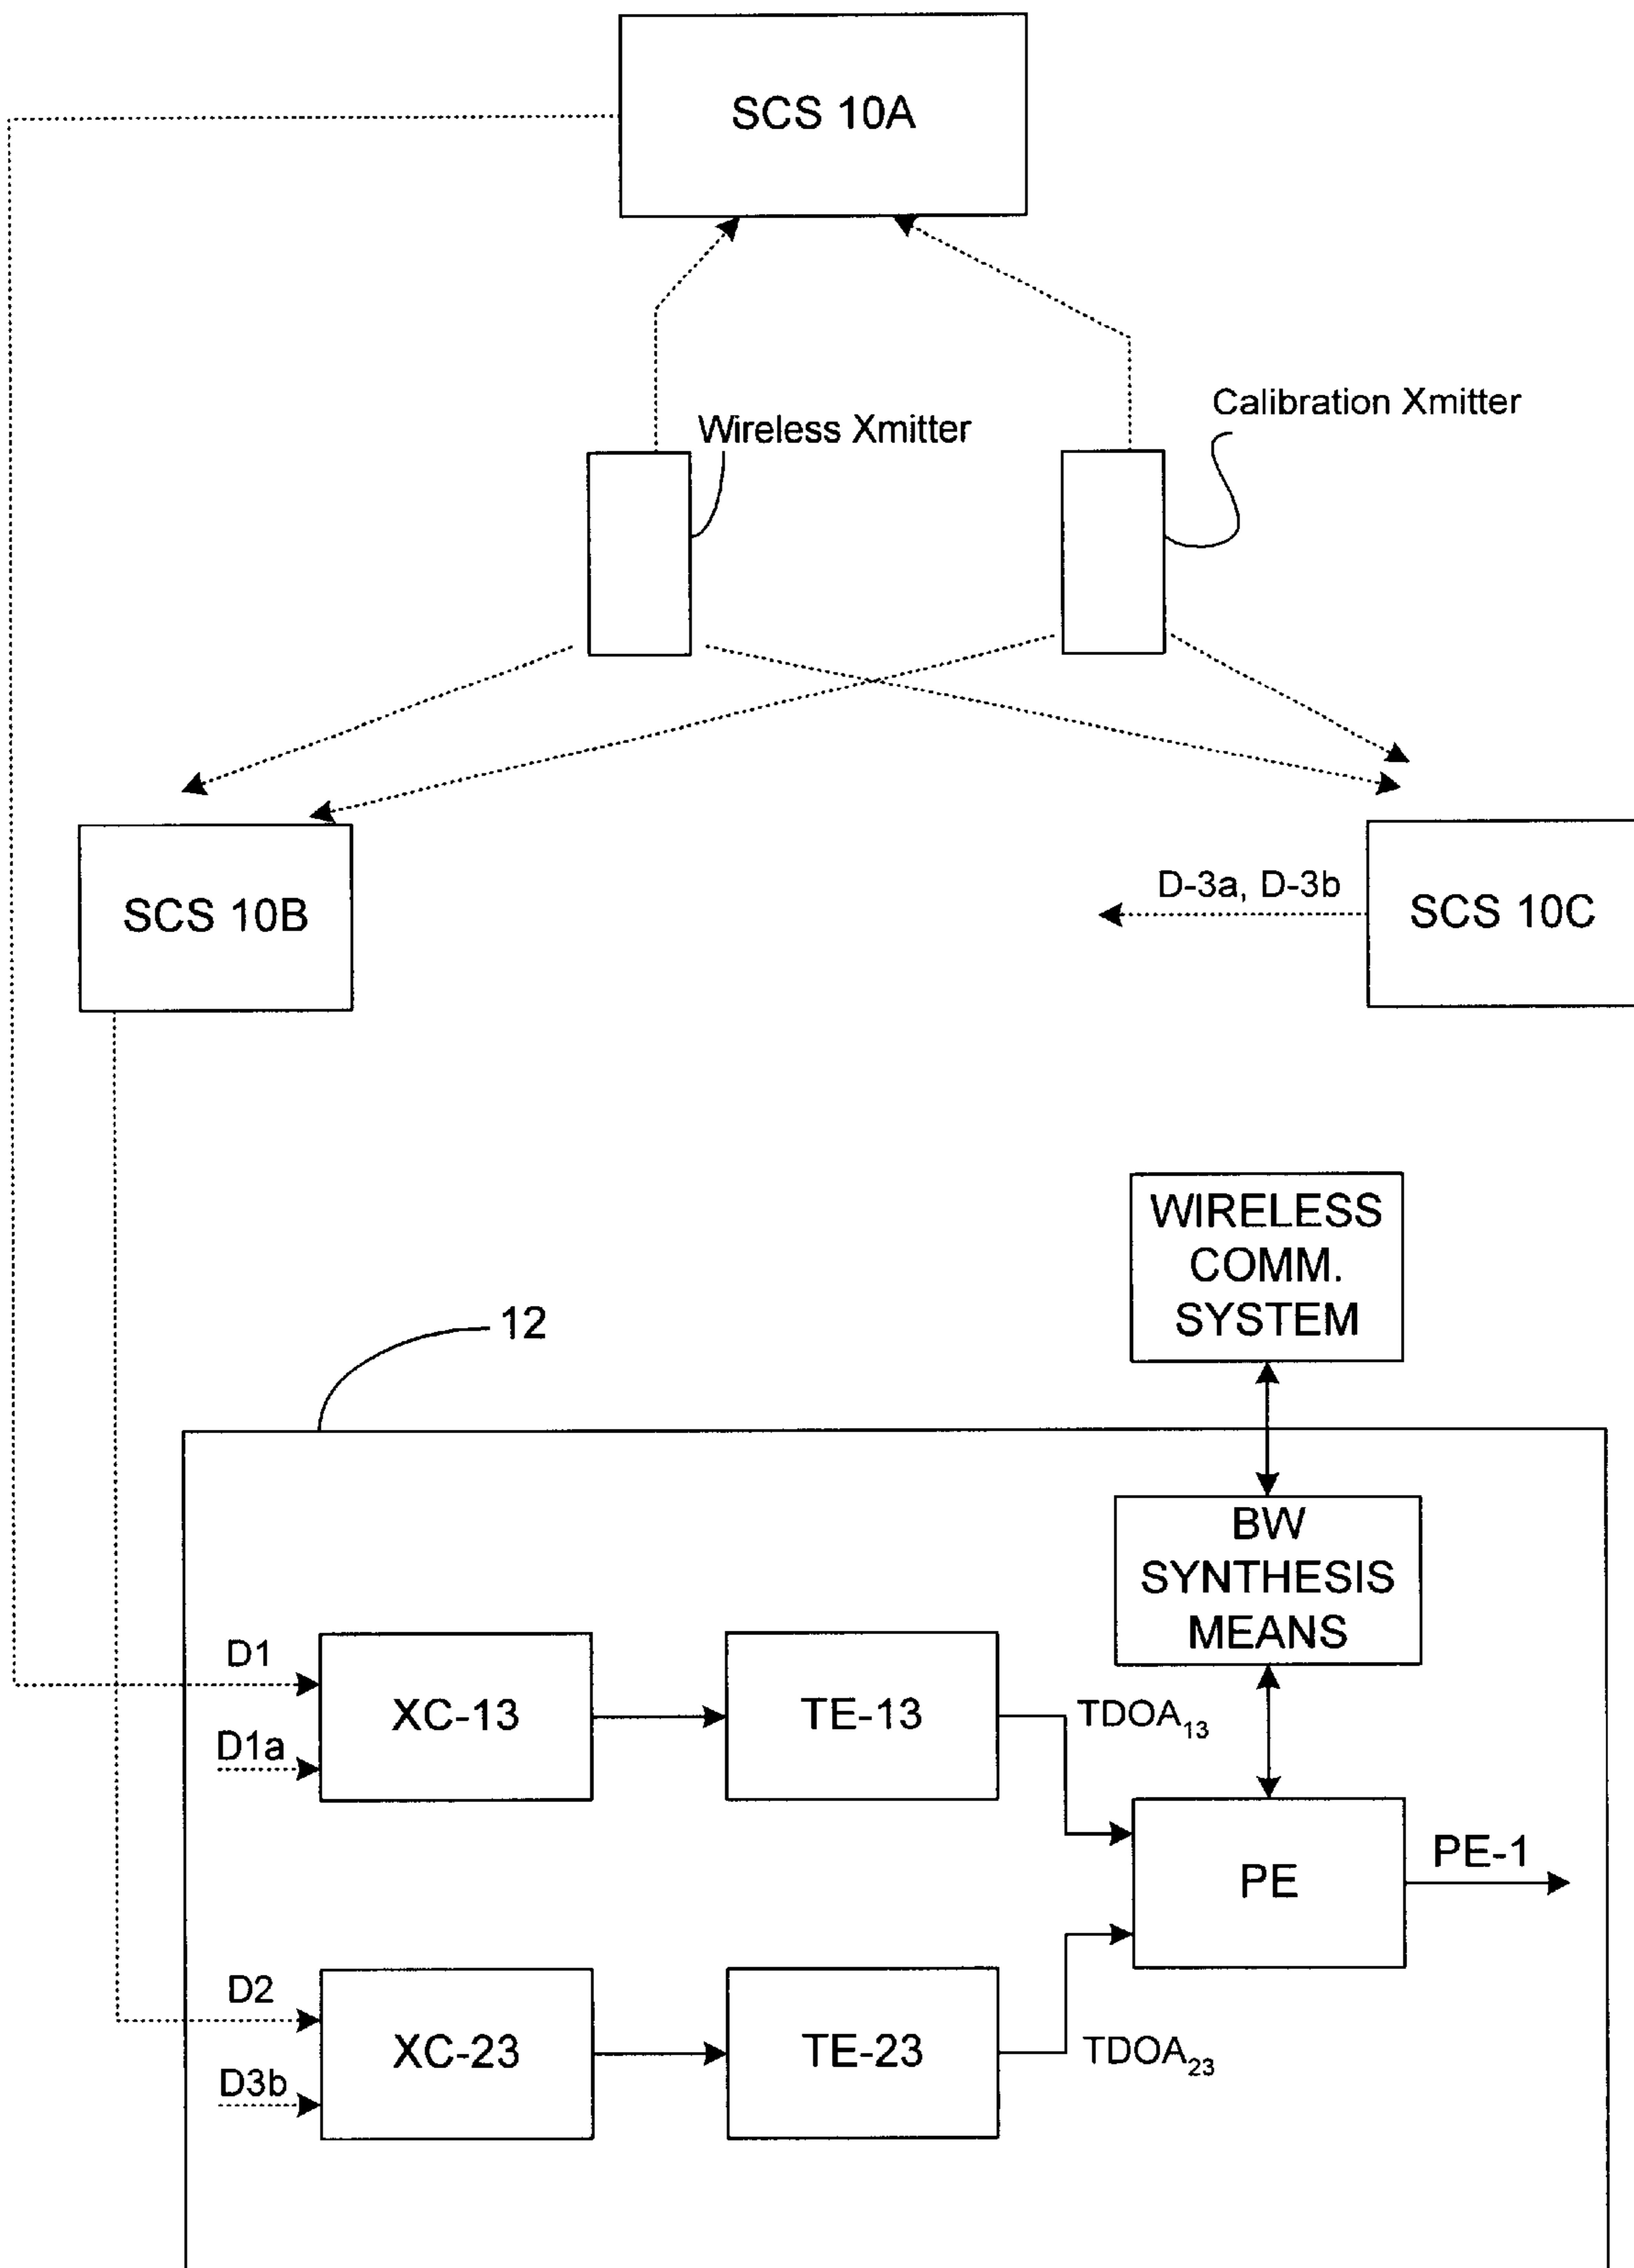 SCS 10A
Wireless Xmitter
Calibration Xmitter
SCS 10B
D-3a, D-3b
SCS 10C
WIRELESS
COMM.
SYSTEM
12
BW
SYNTHESIS
MEANS
D1
D1a
XC-13
TE-13
TDOA13
PE
PE-1
D2
D3b
XC-23
TE-23
TDOA23